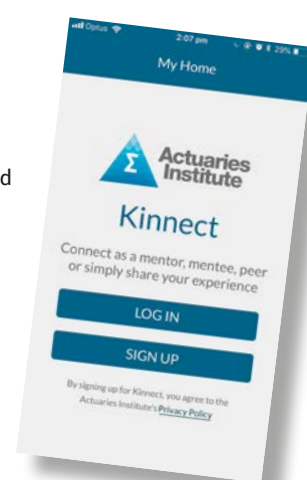 Optus 2:07 pm 29%
My Home
Σ
Actuaries
Institute
Kinnect
Connect as a mentor, mentee, peer
or simply share your experience
LOG IN
SIGN UP
By signing up for Kinnect, you agree to the
Actuaries Institute's Privacy Policy
d